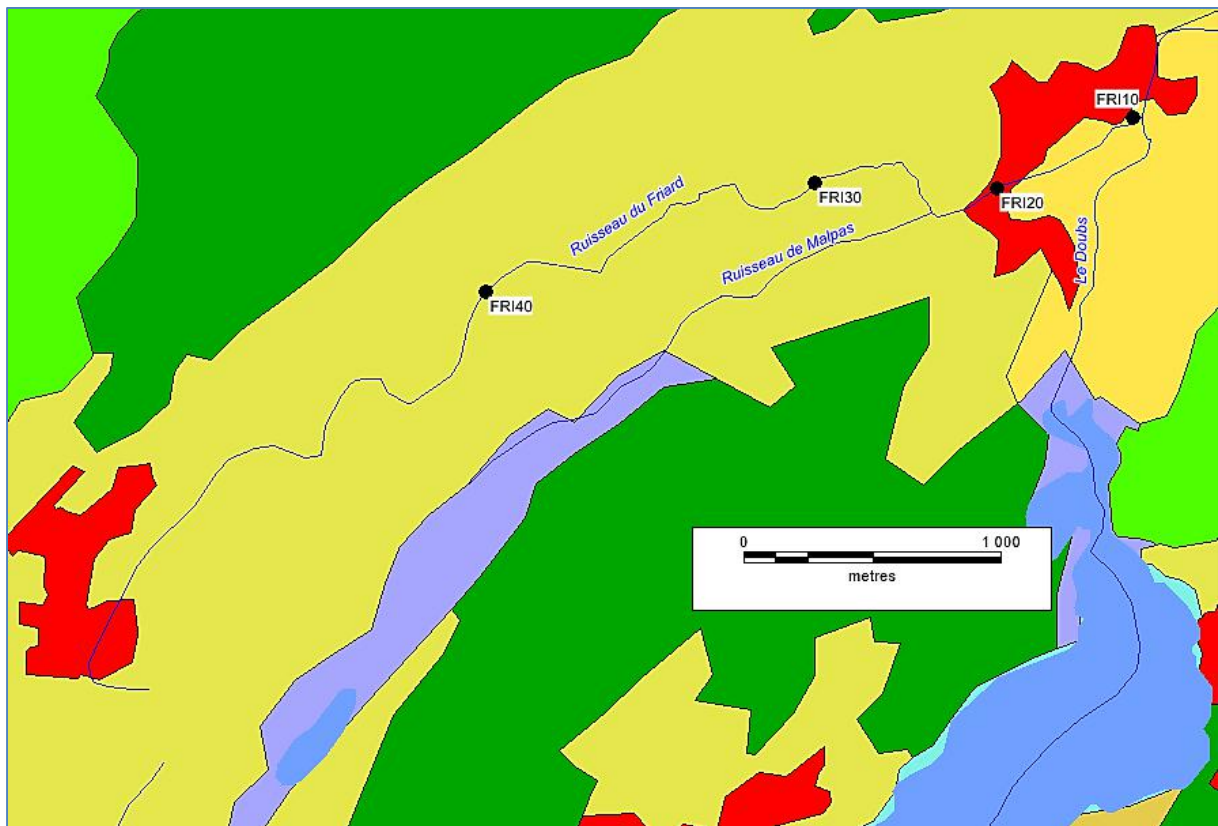 FRI10
FRI30
FRI20
Ruisseau du Friard
Ruisseau de Malpas
Le Doubs
FRI40
0 1 000
metres